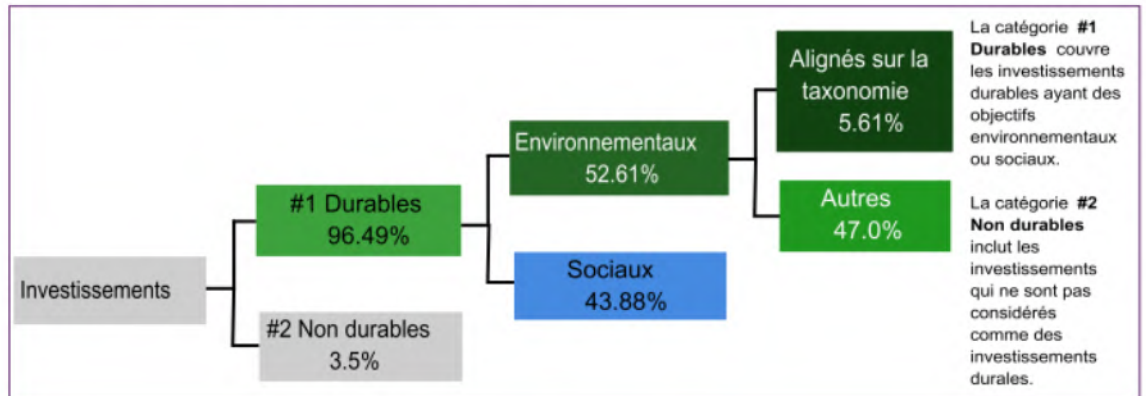 Investissements
#1 Durables
96.49%
#2 Non durables
3.5%
Environnementaux
52.61%
Sociaux
43.88%
Alignés sur la
taxonomie
5.61%
Autres
47.0%
La catégorie #1
Durables couvre
les investissements
durables ayant des
objectifs
environnementaux
ou sociaux.
La catégorie #2
Non durables
inclut les
investissements
qui ne sont pas
considérés
comme des
investissements
durales.